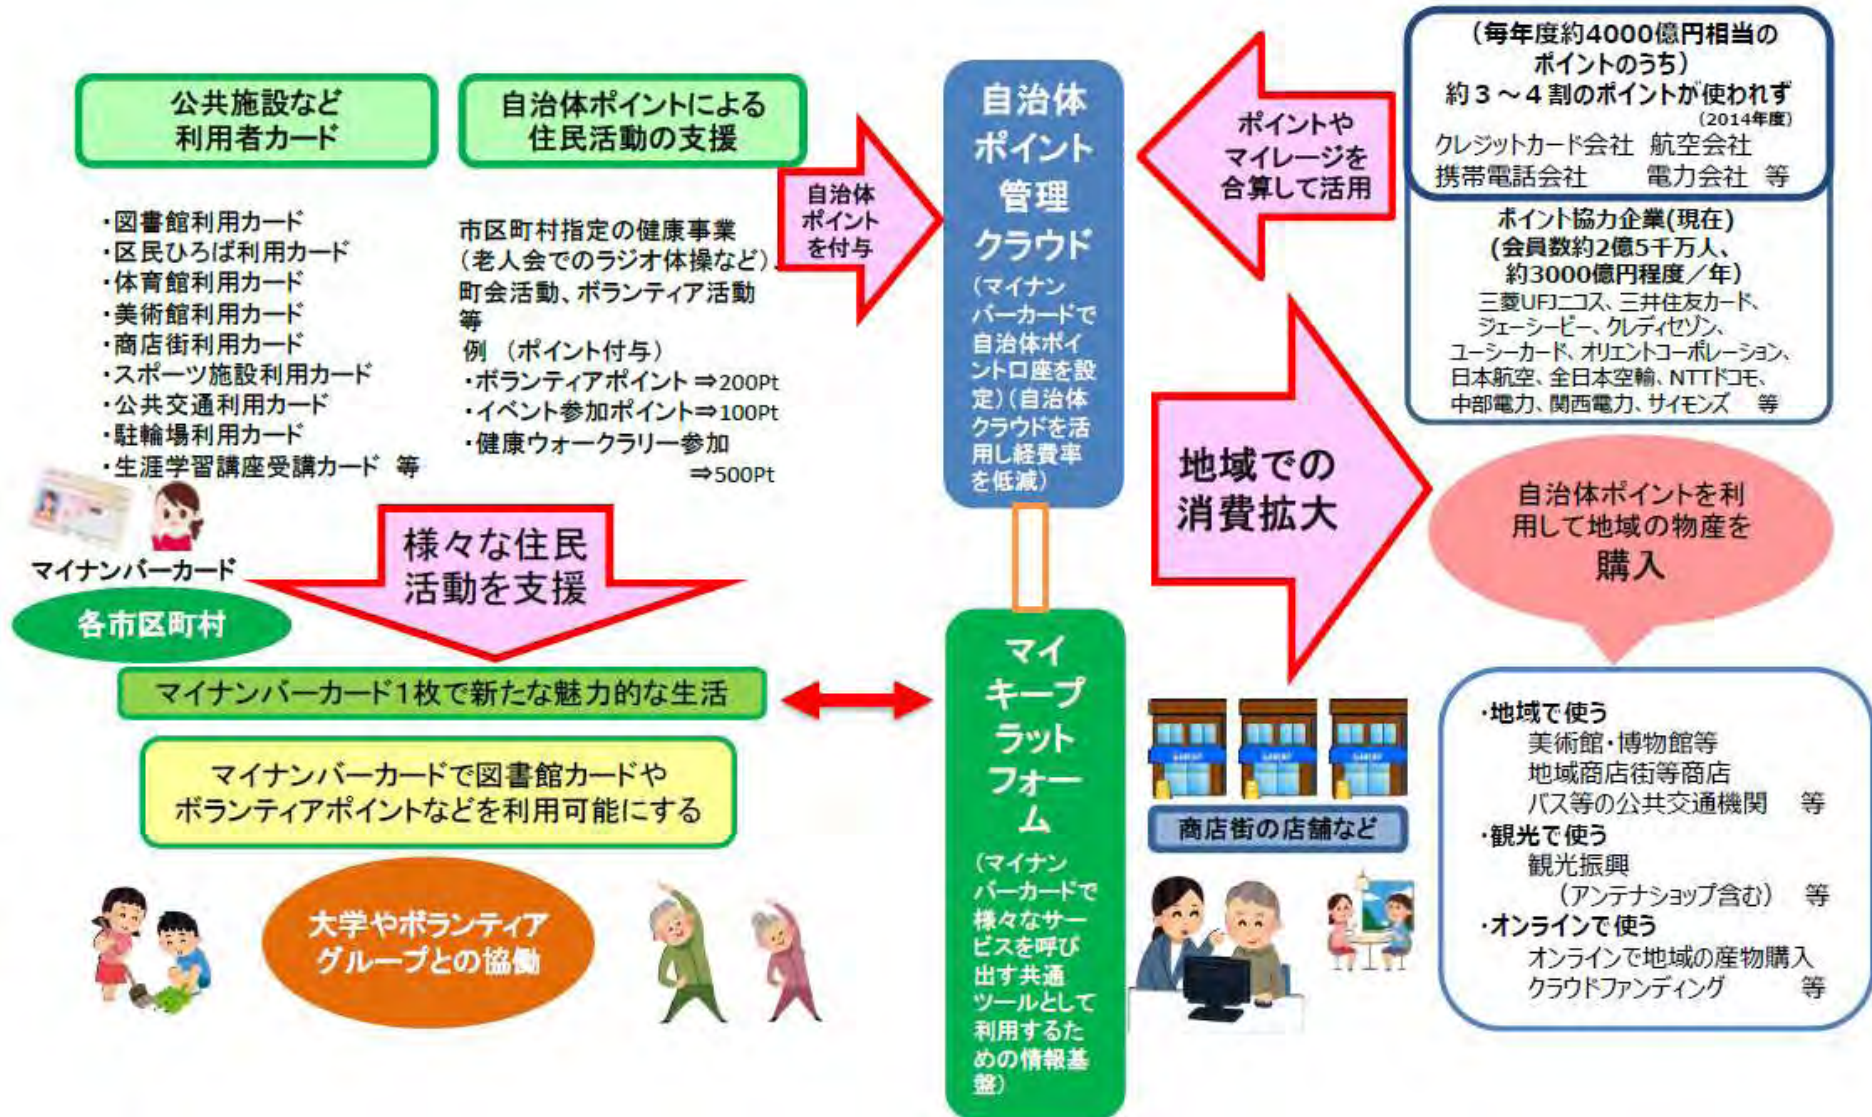 公共施設など
利用者カード
・図書館利用カード
・区民ひろば利用カード
・体育館利用カード
・美術館利用カード
・商店街利用カード
・スポーツ施設利用カード
・公共交通利用カード
・駐輪場利用カード
・生涯学習講座受講カード 等
自治体ポイントによる
住民活動の支援
市区町村指定の健康事業
（老人会でのラジオ体操など）、
町会活動、ボランティア活動
等
例 （ポイント付与）
・ボランティアポイント ⇒200Pt
・イベント参加ポイント⇒100Pt
・健康ウォークラリー参加
⇒500Pt
自治体
ポイント
を付与
マイナンバーカード
各市区町村
様々な住民
活動を支援
マイナンバーカード1枚で新たな魅力的な生活
マイナンバーカードで図書館カードや
ボランティアポイントなどを利用可能にする
大学やボランティア
グループとの協働
自治体
ポイント
管理
クラウド
（マイナン
バーカードで
自治体ポイ
ント口座を設
定）（自治体
クラウドを活
用し経費率
を低減）
マイ
キープ
ラット
フォー
ム
（マイナン
バーカードで
様々なサー
ビスを呼び
出す共通
ツールとして
利用するた
めの情報基
盤）
ポイントや
マイレージを
合算して活用
（毎年度約4000億円相当の
ポイントのうち）
約３～４割のポイントが使われず
（2014年度）
クレジットカード会社 航空会社
携帯電話会社 電力会社 等
ポイント協力企業(現在)
(会員数約2億5千万人、
約3000億円程度／年）
三菱UFJニコス、三井住友カード、
ジェーシービー、クレディセゾン、
ユーシーカード、オリエントコーポレーション、
日本航空、全日本空輸、NTTドコモ、
中部電力、関西電力、サイモンズ 等
地域での
消費拡大
自治体ポイントを利
用して地域の物産を
購入
商店街の店舗など
・地域で使う
美術館・博物館等
地域商店街等商店
バス等の公共交通機関 等
・観光で使う
観光振興
（アンテナショップ含む） 等
・オンラインで使う
オンラインで地域の産物購入
クラウドファンディング 等